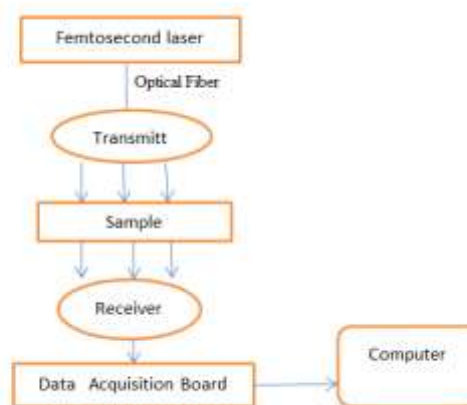 Femtosecond laser
Optical Fiber
Transmitt
Sample
Receiver
Data Acquisition Board
Computer